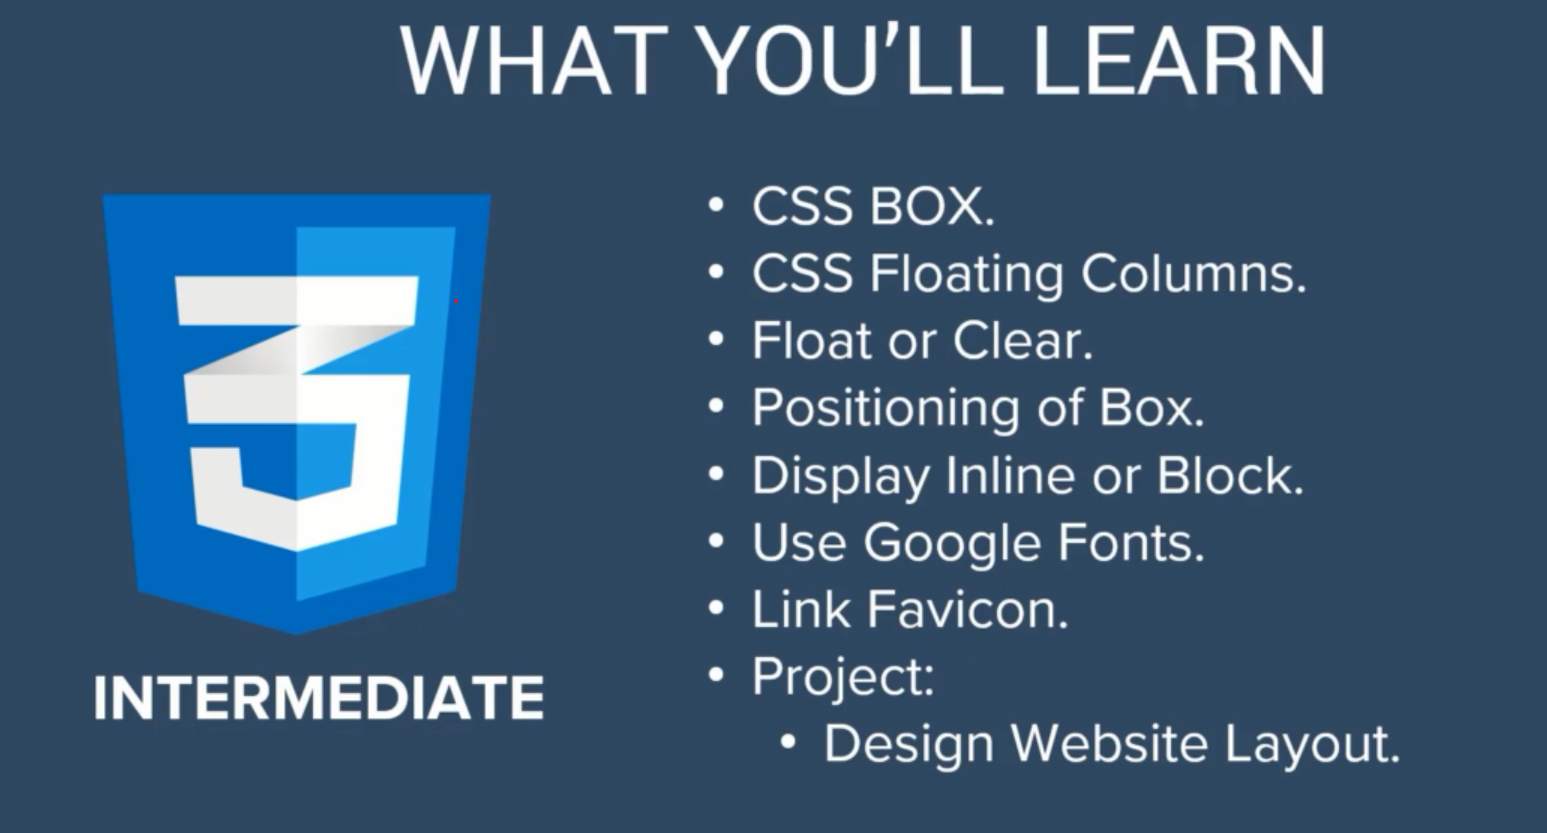 WHAT YOU'LL LEARN
• CSS BOX.
• CSS Floating Columns.
• Float or Clear.
• Positioning of Box.
• Display Inline or Block.
• Use Google Fonts.
• Link Favicon.
• Project:
• Design Website Layout.
INTERMEDIATE